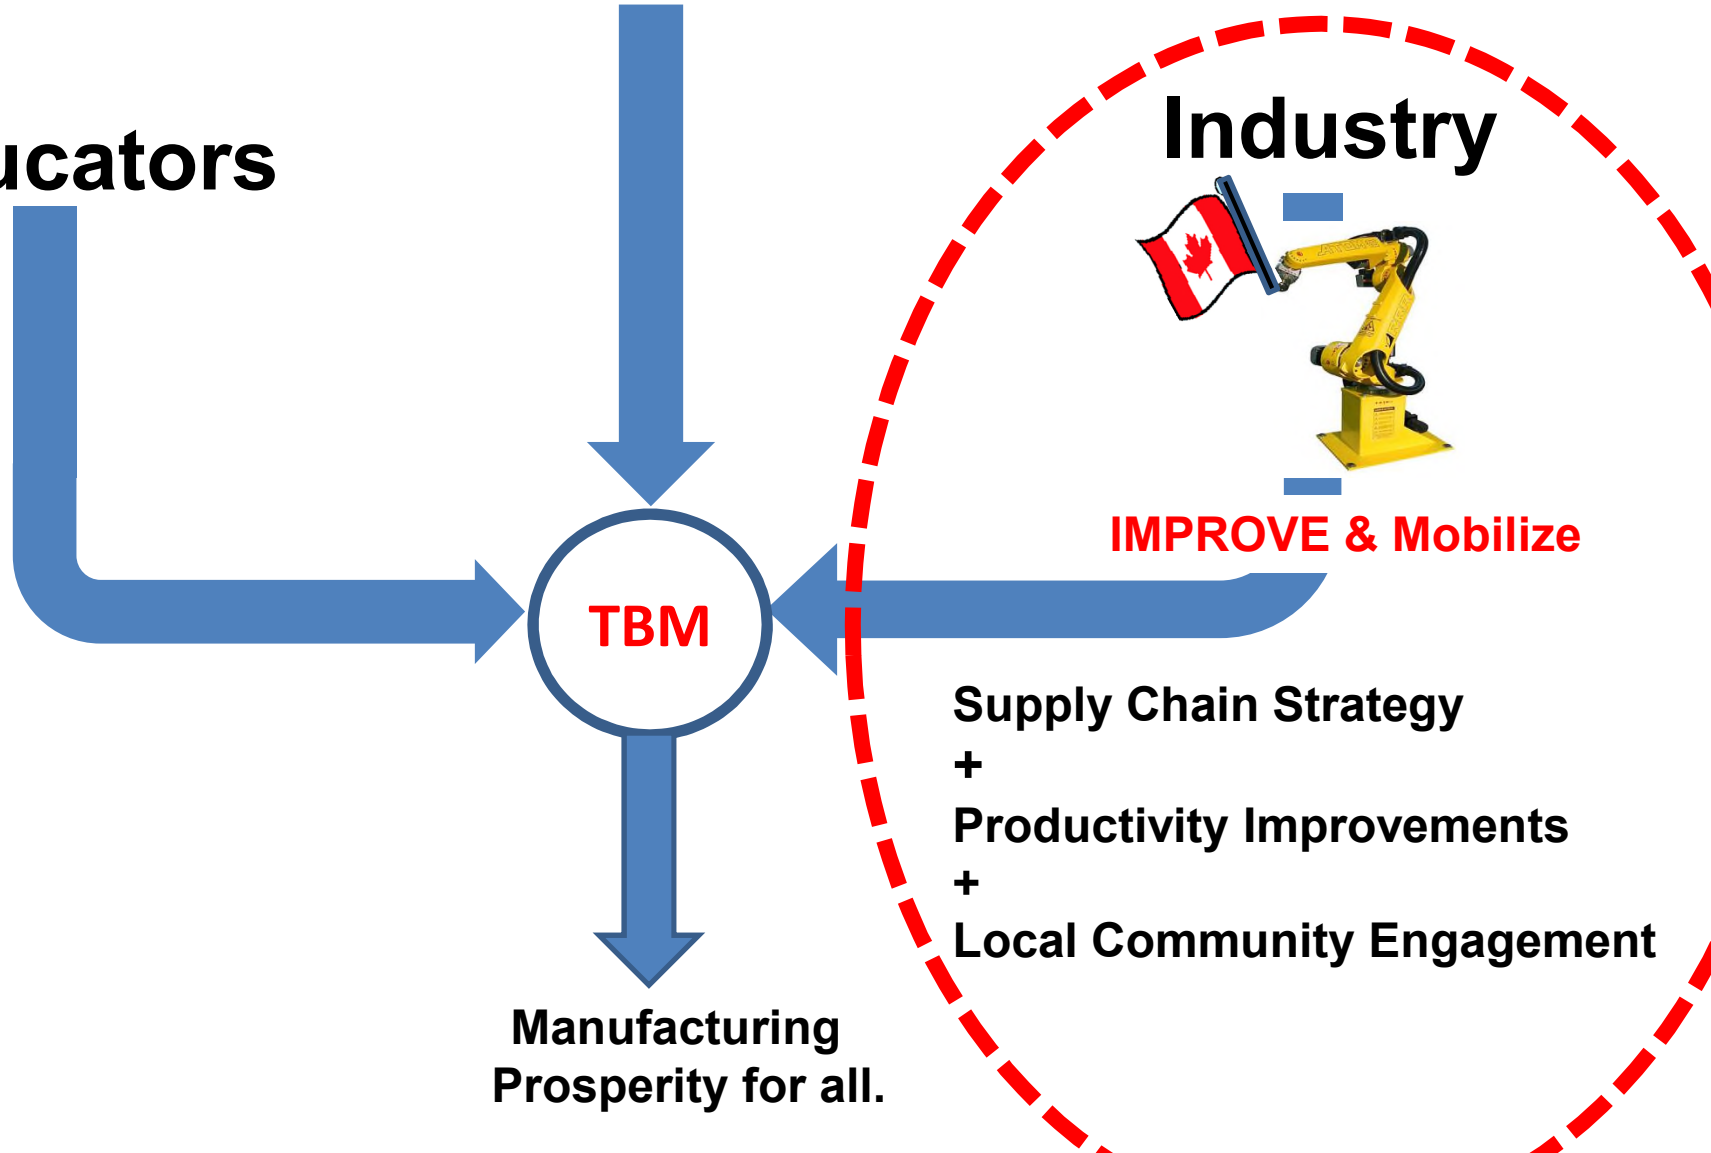 ucators
Industry
IMPROVE & Mobilize
TBM
Supply Chain Strategy
+
Productivity Improvements
+
Local Community Engagement
Manufacturing
Prosperity for all.